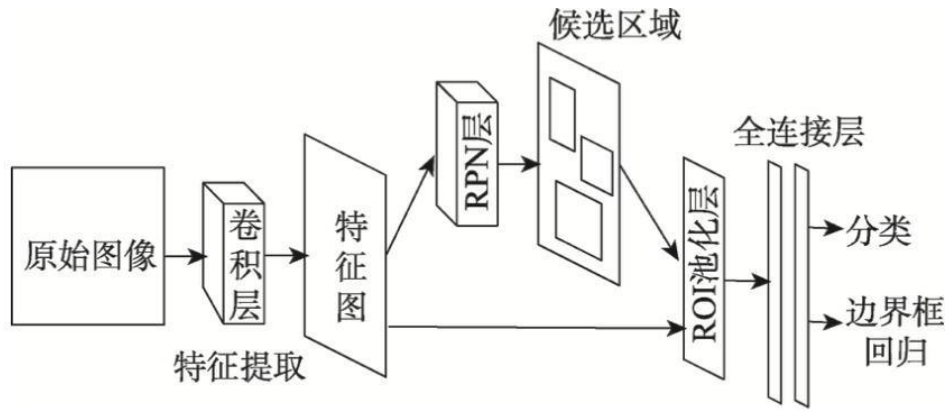 原始图像
卷积层
特征提取
特征图
RPN层
候选区域
ROI池化层
全连接层
分类
边界框
回归